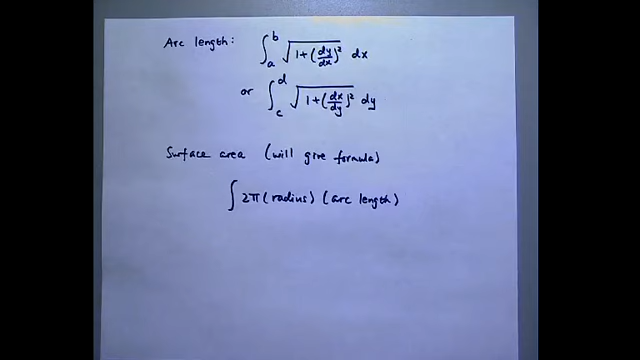 Arc length: ∫_a^b √(1+(dy/dx)²) dx
or ∫_c^d √(1+(dx/dy)²) dy
Surface area (will give formula)
∫ 2π(radius) (arc length)